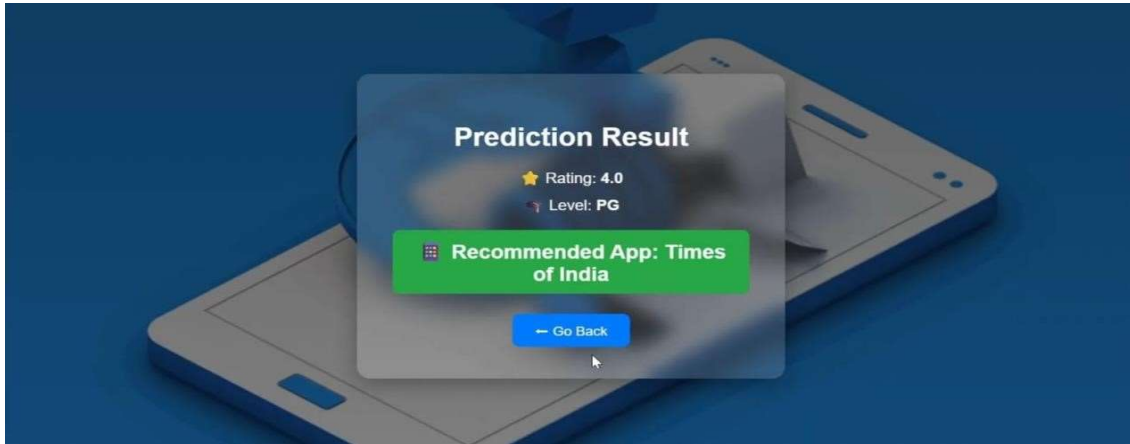 Prediction Result
⭐ Rating: 4.0
🎓 Level: PG
📱 Recommended App: Times
of India
← Go Back